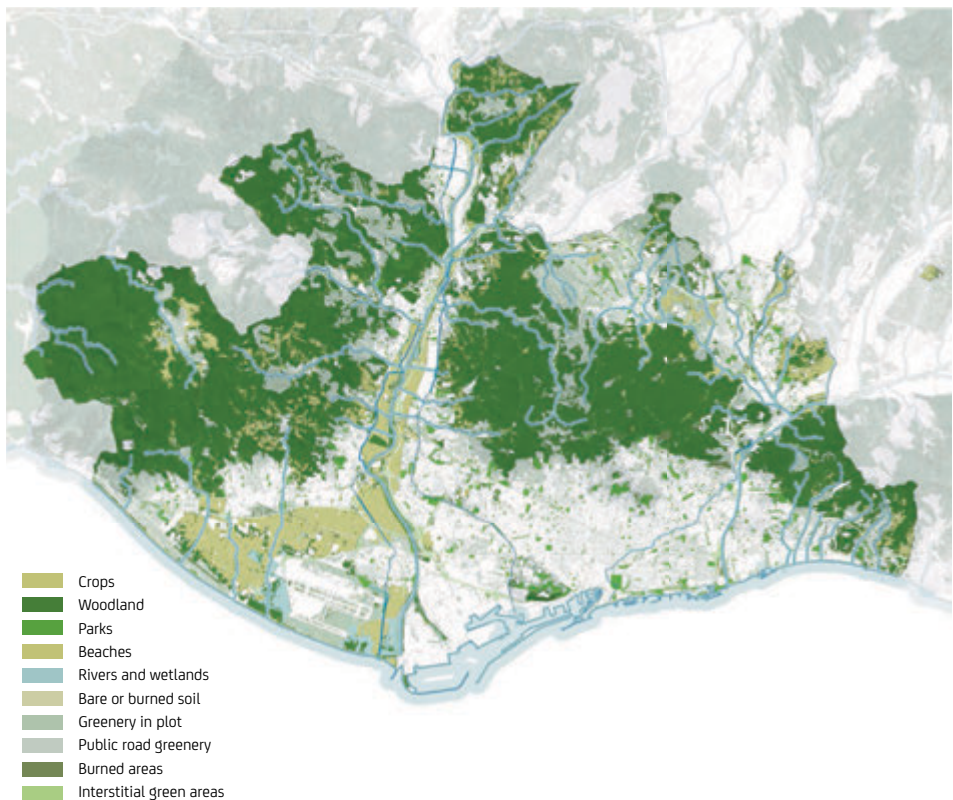 Crops
Woodland
Parks
Beaches
Rivers and wetlands
Bare or burned soil
Greenery in plot
Public road greenery
Burned areas
Interstitial green areas